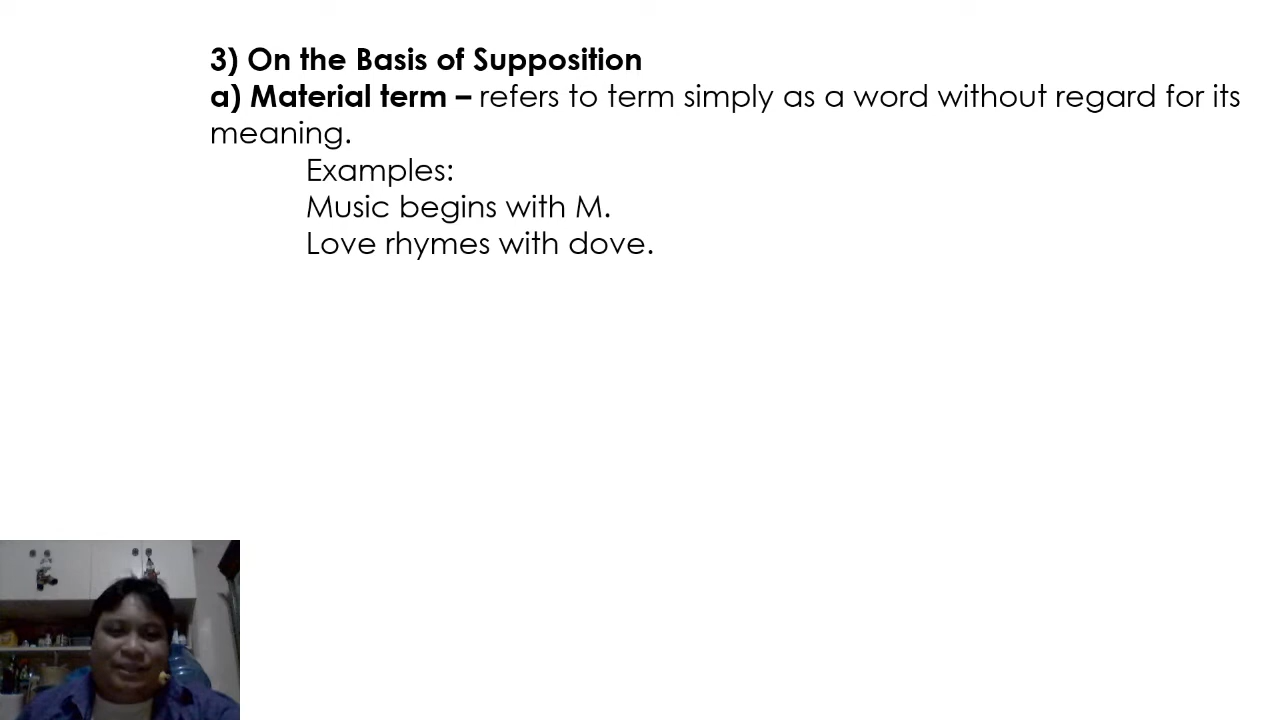 3) On the Basis of Supposition
a) Material term – refers to term simply as a word without regard for its
meaning.
Examples:
Music begins with M.
Love rhymes with dove.